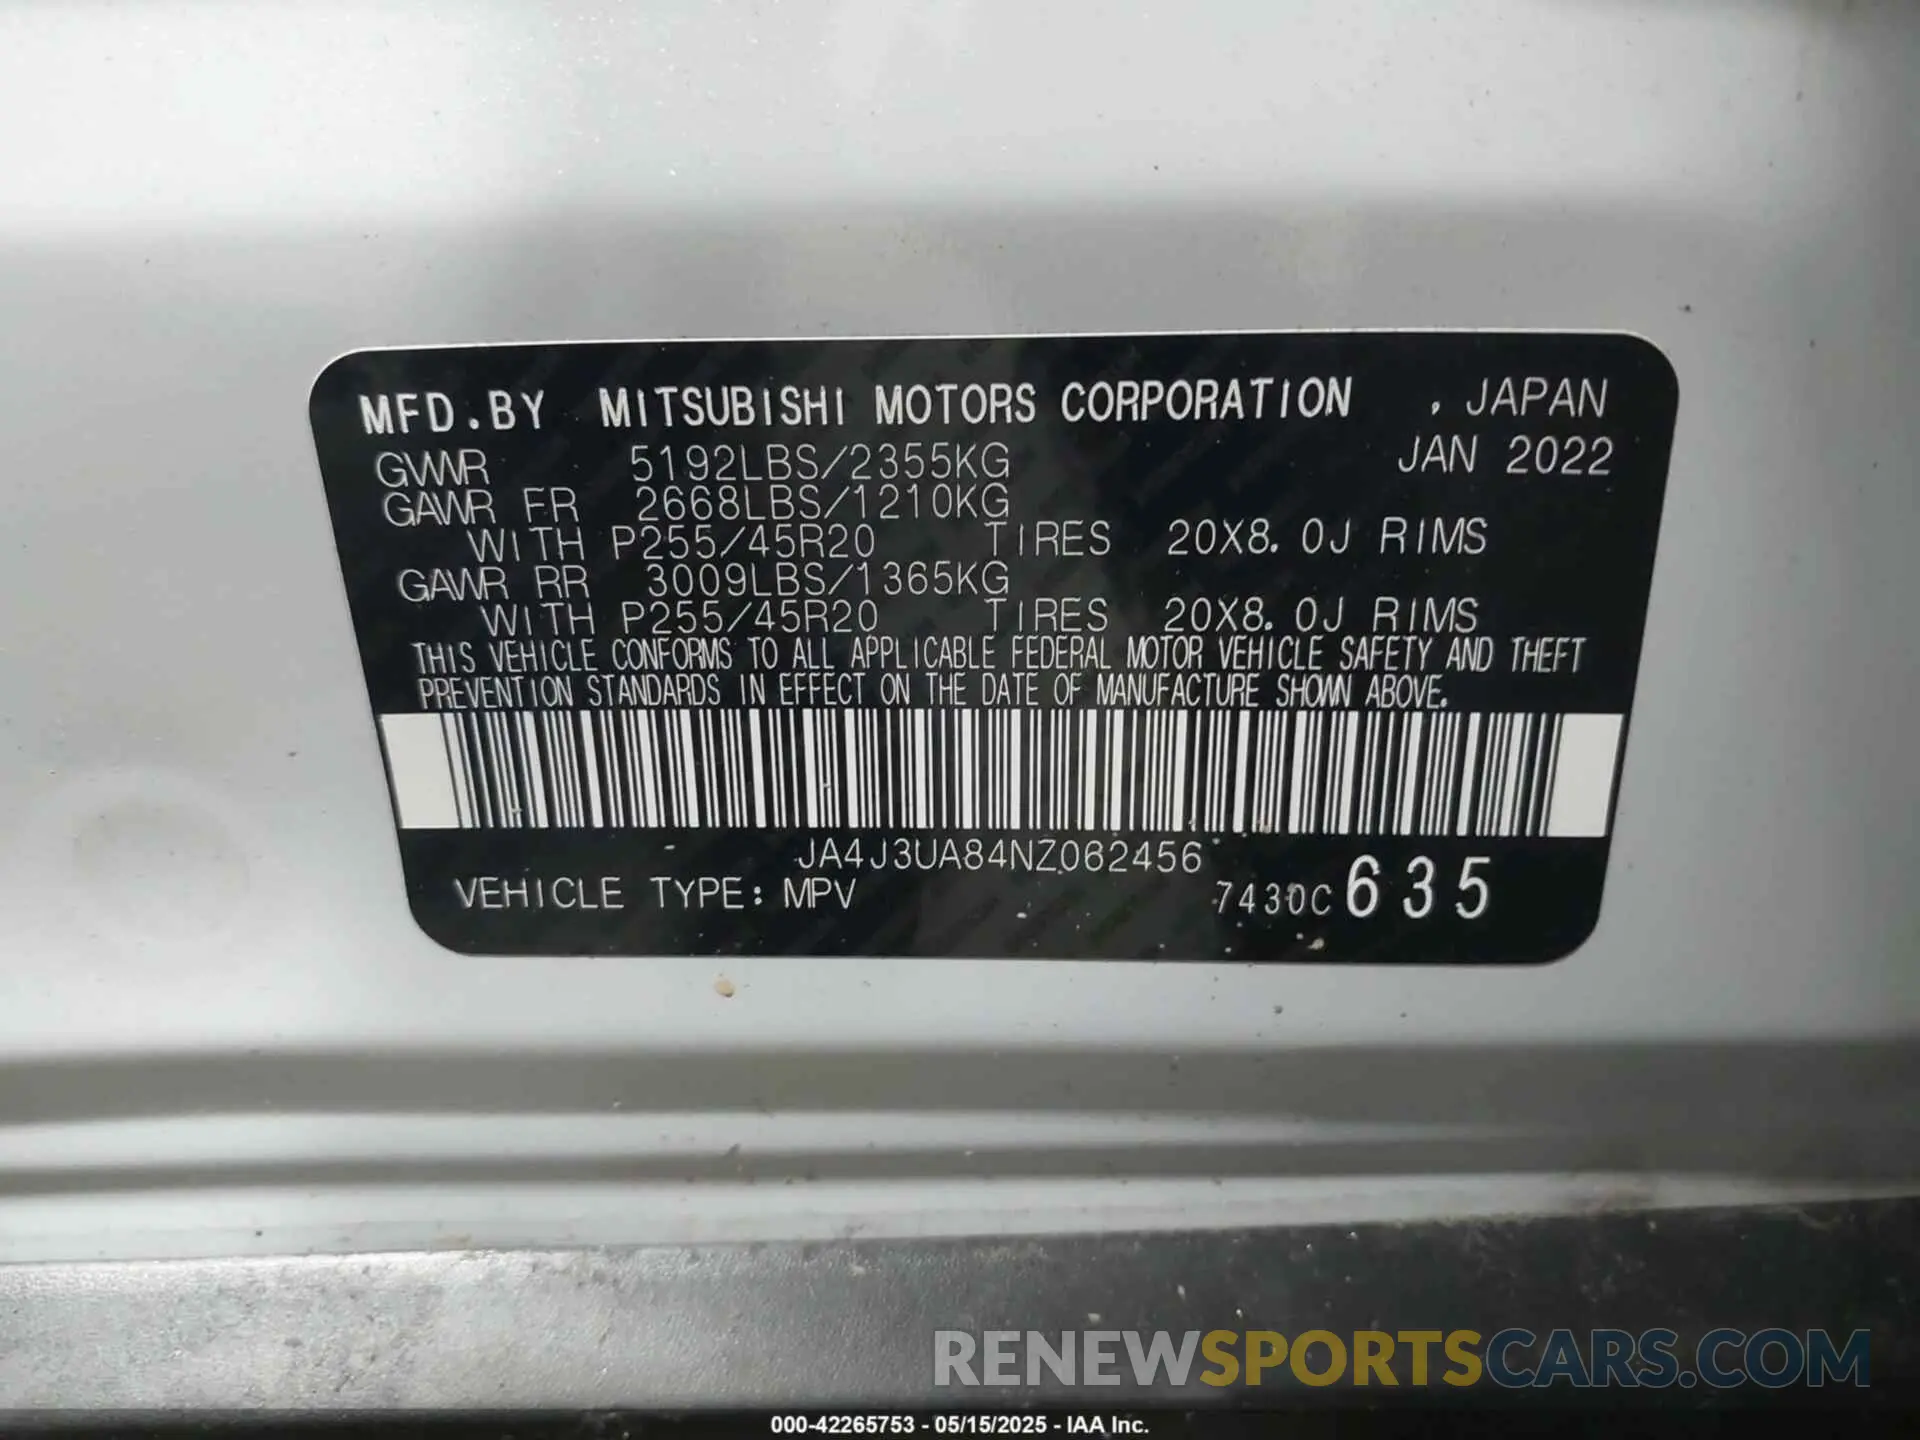 MFD.BY MITSUBISHI MOTORS CORPORATION , JAPAN
GVWR 5192LBS/2355KG JAN 2022
GAWR FR 2668LBS/1210KG
WITH P255/45R20 TIRES 20X8.0J RIMS
GAWR RR 3009LBS/1365KG
WITH P255/45R20 TIRES 20X8.0J RIMS
THIS VEHICLE CONFORMS TO ALL APPLICABLE FEDERAL MOTOR VEHICLE SAFETY AND THEFT
PREVENTION STANDARDS IN EFFECT ON THE DATE OF MANUFACTURE SHOWN ABOVE.
JA4J3UA84NZ062456
VEHICLE TYPE: MPV 7430C 635
RENEWSPORTSCARS.COM
000-42265753 - 05/15/2025 - IAA Inc.